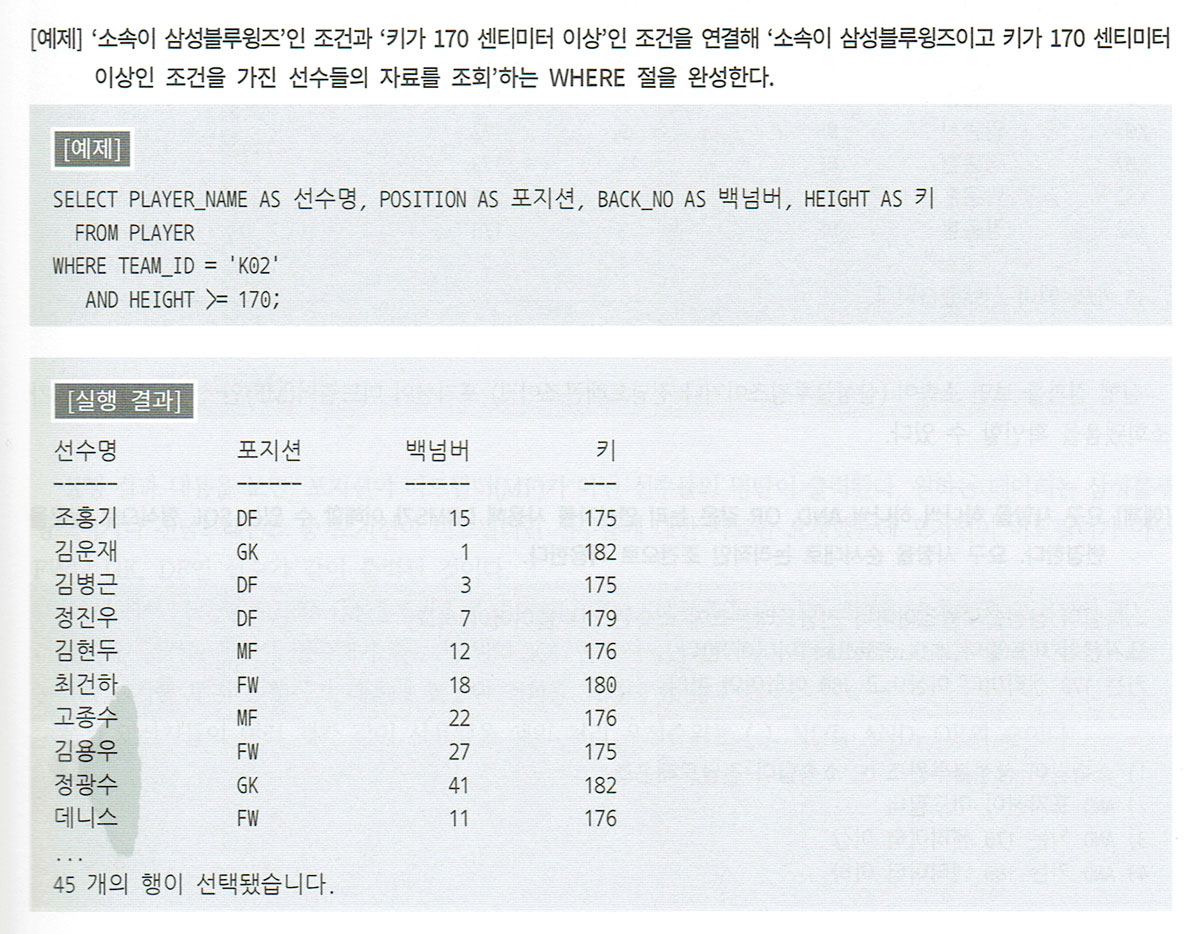 [예제] ‘소속이 삼성블루윙즈’인 조건과 ‘키가 170 센티미터 이상’인 조건을 연결해 ‘소속이 삼성블루윙즈이고 키가 170 센티미터
이상인 조건을 가진 선수들의 자료를 조회’하는 WHERE 절을 완성한다.
[예제]
SELECT PLAYER_NAME AS 선수명, POSITION AS 포지션, BACK_NO AS 백넘버, HEIGHT AS 키
FROM PLAYER
WHERE TEAM_ID = 'K02'
AND HEIGHT >= 170;
[실행 결과]
선수명 포지션 백넘버 키
------ ------ ------ ------
조홍기 DF 15 175
김운재 GK 1 182
김병근 DF 3 175
정진우 DF 7 179
김현두 MF 12 176
최건하 FW 18 180
고종수 MF 22 176
김용우 FW 27 175
정광수 GK 41 182
데니스 FW 11 176
...
45 개의 행이 선택됐습니다.